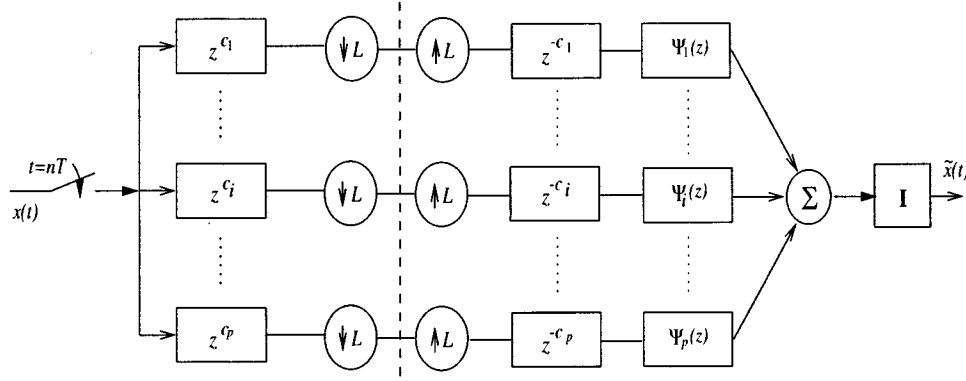 z^c_1 ↓L ↑L z^-c_1 Ψ_1(z)
t=nT
x(t) z^c_i ↓L ↑L z^-c_i Ψ_i(z) Σ I x̃(t)
z^c_p ↓L ↑L z^-c_p Ψ_p(z)